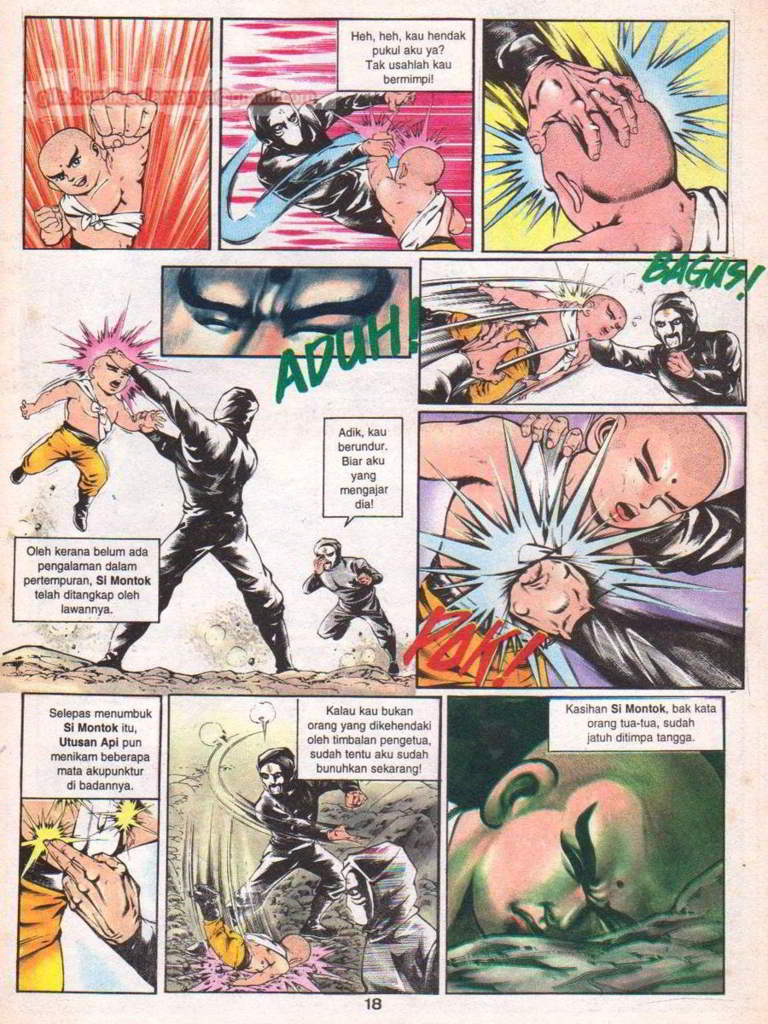 Heh, heh, kau hendak
pukul aku ya?
Tak usahlah kau
bermimpi!
ADUH!
BAGUS!
Adik, kau
berundur.
Biar aku
yang
mengajar
dia!
Oleh kerana belum ada
pengalaman dalam
pertempuran, Si Montok
telah ditangkap oleh
lawannya.
POK!
Selepas menumbuk
Si Montok itu,
Utusan Api pun
menikam beberapa
mata akupunktur
di badannya.
Kalau kau bukan
orang yang dikehendaki
oleh timbalan pengetua,
sudah tentu aku sudah
bunuhkan sekarang!
Kasihan Si Montok, bak kata
orang tua-tua, sudah
jatuh ditimpa tangga.
18